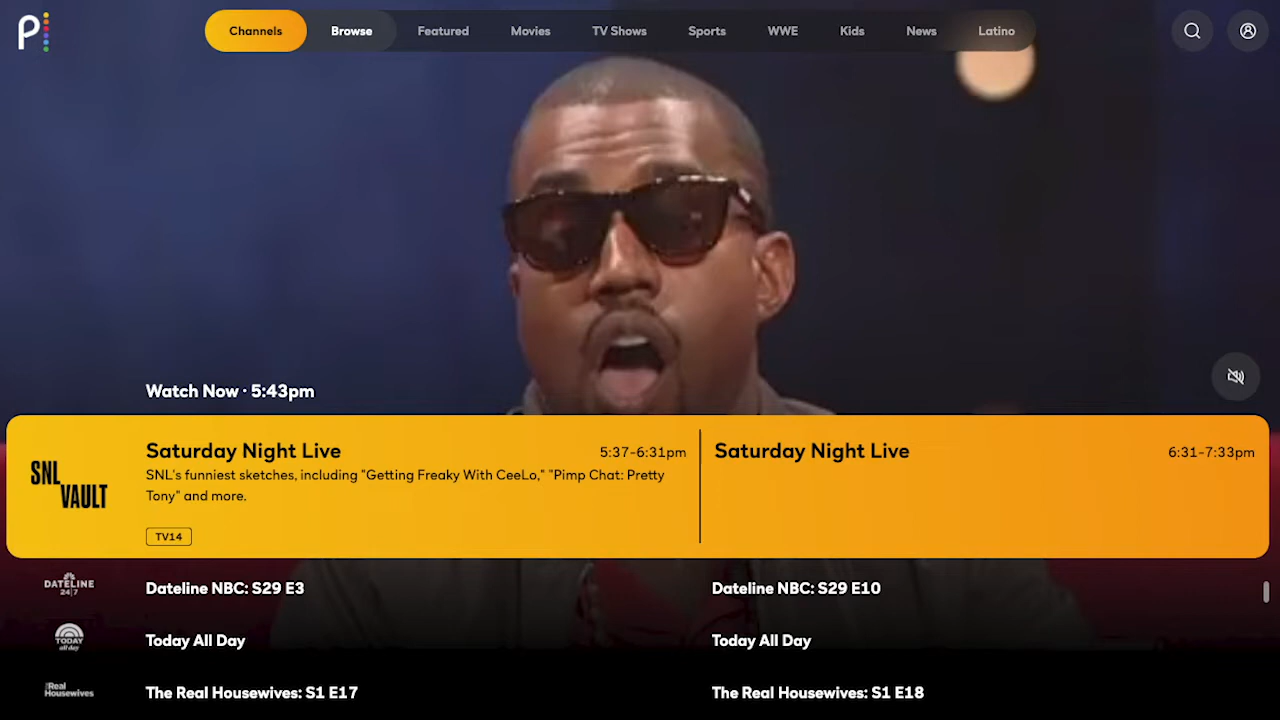 P
Channels Browse Featured Movies TV Shows Sports WWE Kids News Latino
Watch Now · 5:43pm
SNL
VAULT
Saturday Night Live 5:37-6:31pm
SNL's funniest sketches, including "Getting Freaky With CeeLo," "Pimp Chat: Pretty
Tony" and more.
TV14
Saturday Night Live 6:31-7:33pm
DATELINE
24|7
Dateline NBC: S29 E3 Dateline NBC: S29 E10
TODAY
all day
Today All Day Today All Day
The Real
Housewives
The Real Housewives: S1 E17 The Real Housewives: S1 E18